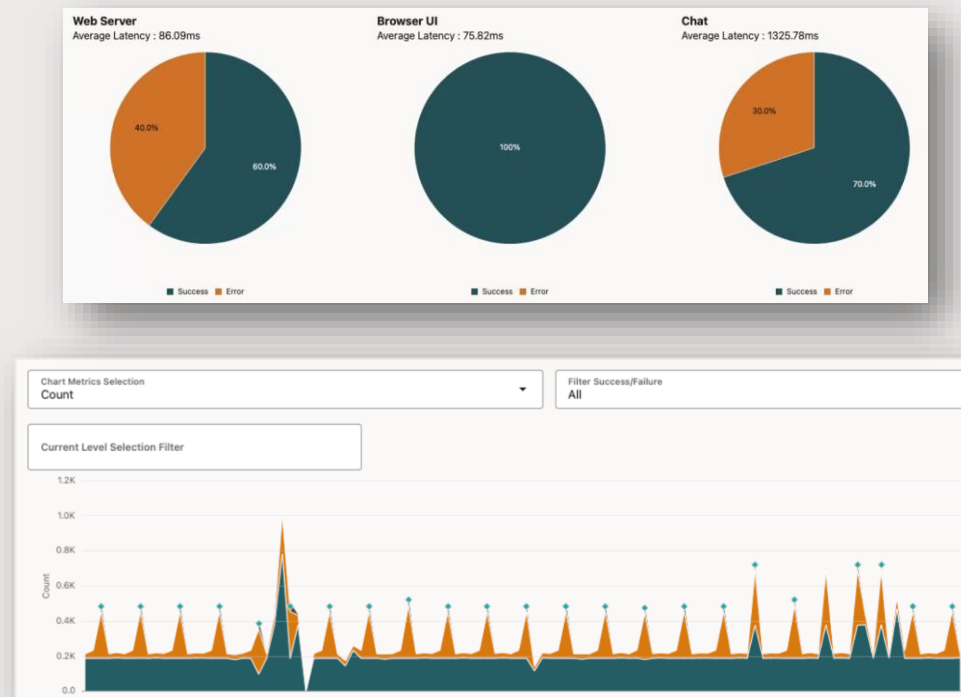 Web Server
Average Latency : 86.09ms
40.0%
60.0%
Success Error
Browser UI
Average Latency : 75.82ms
100%
Success Error
Chat
Average Latency : 1325.78ms
30.0%
70.0%
Success Error
Chart Metrics Selection
Count
Filter Success/Failure
All
Current Level Selection Filter
1.2K
1.0K
0.8K
0.6K
0.4K
0.2K
0.0
Count